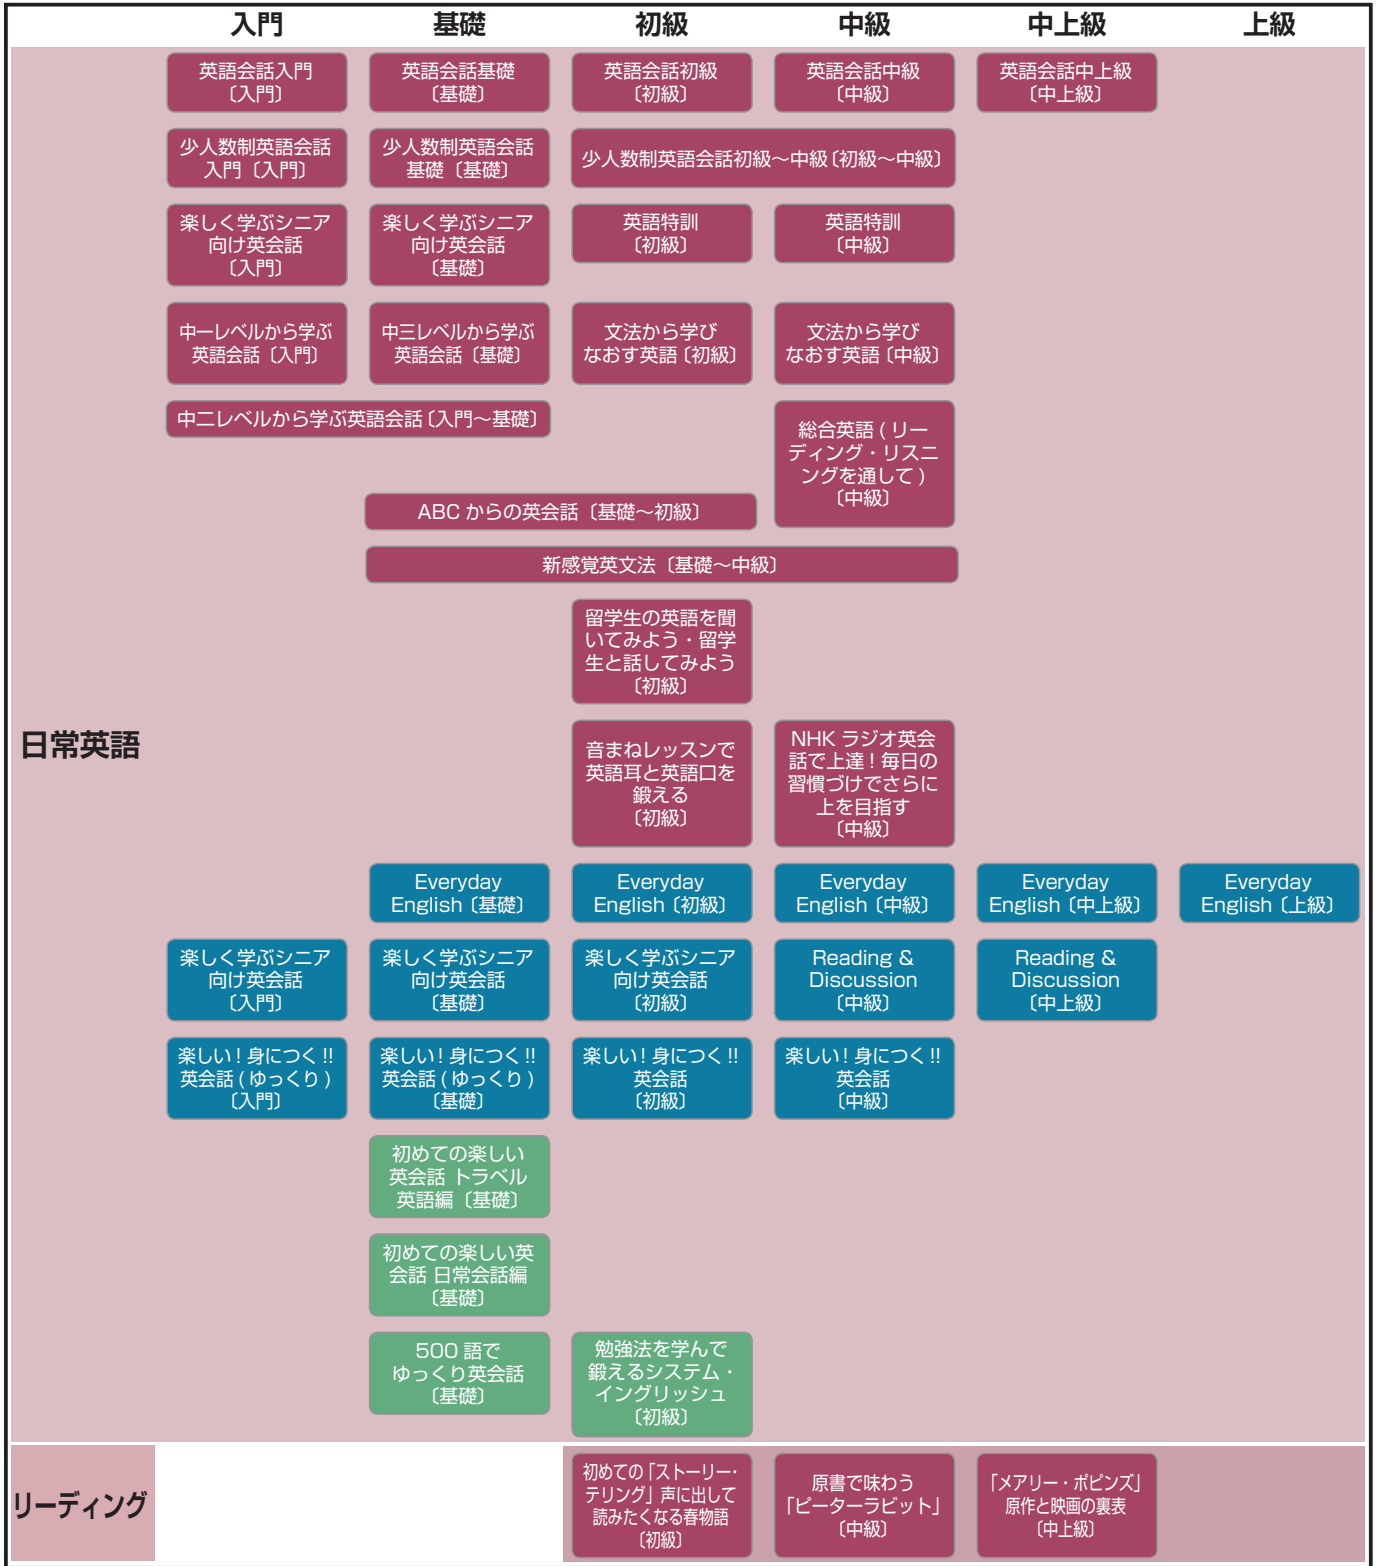 入門 基礎 初級 中級 中上級 上級
英語会話入門
〔入門〕
英語会話基礎
〔基礎〕
英語会話初級
〔初級〕
英語会話中級
〔中級〕
英語会話中上級
〔中上級〕
少人数制英語会話
入門〔入門〕
少人数制英語会話
基礎〔基礎〕
少人数制英語会話初級～中級〔初級～中級〕
楽しく学ぶシニア
向け英会話
〔入門〕
楽しく学ぶシニア
向け英会話
〔基礎〕
英語特訓
〔初級〕
英語特訓
〔中級〕
中一レベルから学ぶ
英語会話〔入門〕
中三レベルから学ぶ
英語会話〔基礎〕
文法から学び
なおす英語〔初級〕
文法から学び
なおす英語〔中級〕
中二レベルから学ぶ英語会話〔入門～基礎〕
総合英語(リー
ディング・リスニ
ングを通して)
〔中級〕
ABCからの英会話〔基礎～初級〕
新感覚英文法〔基礎～中級〕
留学生の英語を聞
いてみよう・留学
生と話してみよう
〔初級〕
日常英語
音まねレッスンで
英語耳と英語口を
鍛える
〔初級〕
NHKラジオ英会
話で上達!毎日の
習慣づけでさらに
上を目指す
〔中級〕
Everyday
English〔基礎〕
Everyday
English〔初級〕
Everyday
English〔中級〕
Everyday
English〔中上級〕
Everyday
English〔上級〕
楽しく学ぶシニア
向け英会話
〔入門〕
楽しく学ぶシニア
向け英会話
〔基礎〕
楽しく学ぶシニア
向け英会話
〔初級〕
Reading &
Discussion
〔中級〕
Reading &
Discussion
〔中上級〕
楽しい!身につく!!
英会話(ゆっくり)
〔入門〕
楽しい!身につく!!
英会話(ゆっくり)
〔基礎〕
楽しい!身につく!!
英会話
〔初級〕
楽しい!身につく!!
英会話
〔中級〕
初めての楽しい
英会話 トラベル
英語編〔基礎〕
初めての楽しい英
会話 日常会話編
〔基礎〕
500語で
ゆっくり英会話
〔基礎〕
勉強法を学んで
鍛えるシステム・
イングリッシュ
〔初級〕
リーディング
初めての「ストーリー・
テリング」声に出して
読みたくなる春物語
〔初級〕
原書で味わう
「ピーターラビット」
〔中級〕
「メアリー・ポピンズ」
原作と映画の裏表
〔中上級〕